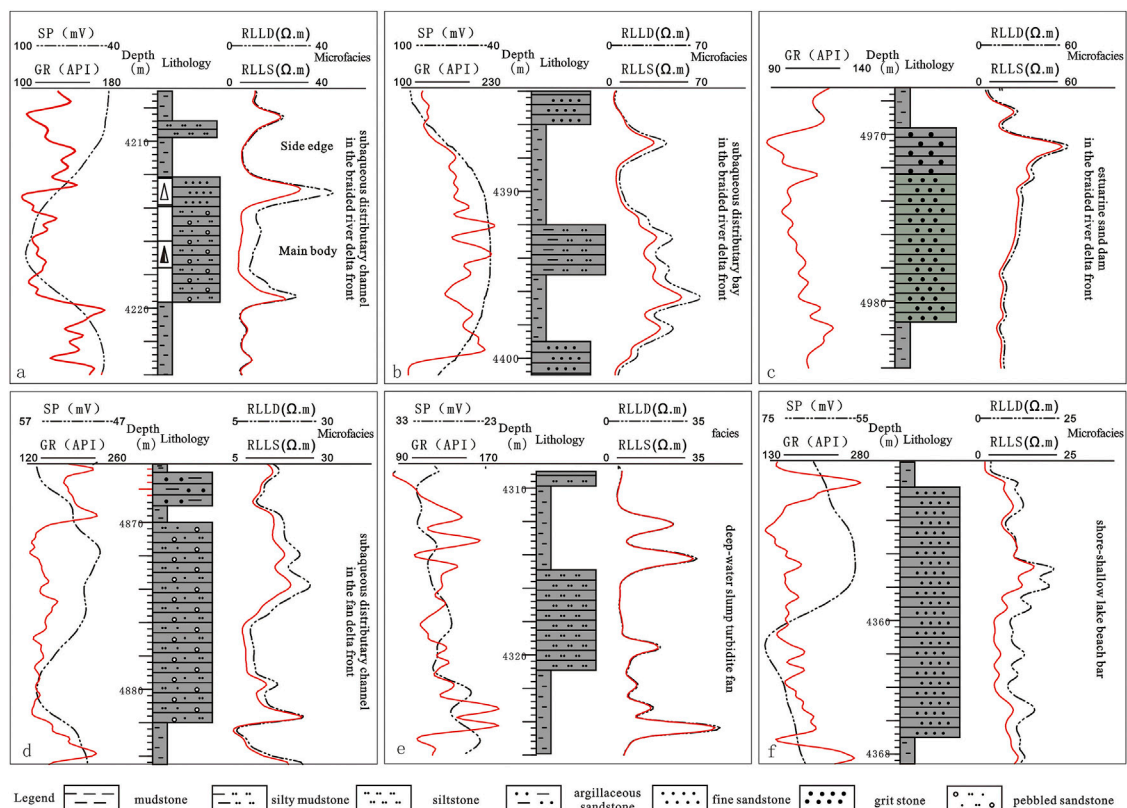 SP (mV)
100 -40
GR (API)
100 180
Depth
(m)
Lithology
RLLD(Ω.m)
0 40
RLLS(Ω.m)
0 40
Microfacies
4210
4220
Side edge
Main body
subaqueous distributary channel
in the braided river delta front
a
SP (mV)
100 -40
GR (API)
100 230
Depth
(m)
Lithology
RLLD(Ω.m)
0 70
RLLS(Ω.m)
0 70
Microfacies
4390
4400
subaqueous distributary bay
in the braided river delta front
b
GR (API)
90 140
Depth
(m)
Lithology
RLLD(Ω.m)
0 60
RLLS(Ω.m)
0 60
Microfacies
4970
4980
estuarine sand dam
in the braided river delta front
c
SP (mV)
57 -47
GR (API)
120 260
Depth
(m)
Lithology
RLLD(Ω.m)
5 30
RLLS(Ω.m)
5 30
Microfacies
4870
4880
subaqueous distributary channel
in the fan delta front
d
SP (mV)
33 -23
GR (API)
90 170
Depth
(m)
Lithology
RLLD(Ω.m)
0 35
RLLS(Ω.m)
0 35
facies
4310
4320
deep-water slump turbidite fan
e
SP (mV)
75 -55
GR (API)
130 280
Depth
(m)
Lithology
RLLD(Ω.m)
0 25
RLLS(Ω.m)
0 25
Microfacies
4360
4368
shore-shallow lake beach bar
f
Legend
mudstone
silty mudstone
siltstone
argillaceous
sandstone
fine sandstone
grit stone
pebbled sandstone